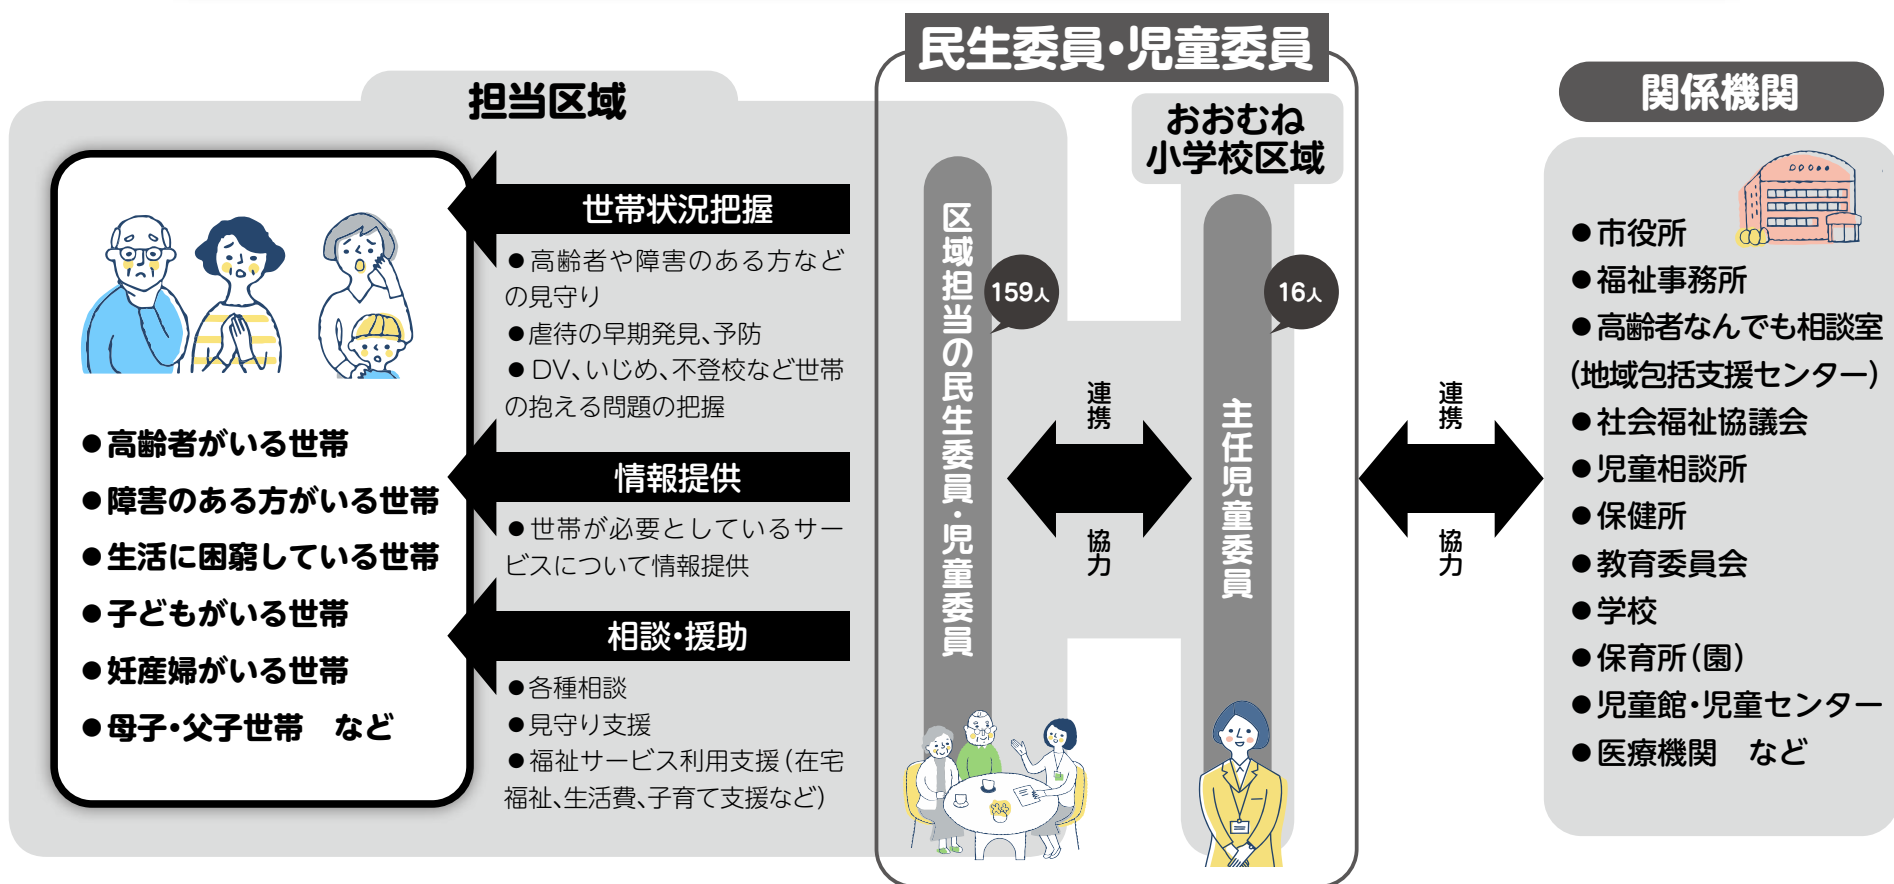 民生委員・児童委員
担当区域
●高齢者がいる世帯
●障害のある方がいる世帯
●生活に困窮している世帯
●子どもがいる世帯
●妊産婦がいる世帯
●母子・父子世帯　など
世帯状況把握
●高齢者や障害のある方など
の見守り
●虐待の早期発見、予防
●DV、いじめ、不登校など世帯
の抱える問題の把握
情報提供
●世帯が必要としているサー
ビスについて情報提供
相談・援助
●各種相談
●見守り支援
●福祉サービス利用支援（在宅
福祉、生活費、子育て支援など）
区域担当の民生委員・児童委員
159人
連携
協力
おおむね
小学校区域
主任児童委員
16人
連携
協力
関係機関
●市役所
●福祉事務所
●高齢者なんでも相談室
（地域包括支援センター）
●社会福祉協議会
●児童相談所
●保健所
●教育委員会
●学校
●保育所（園）
●児童館・児童センター
●医療機関　など